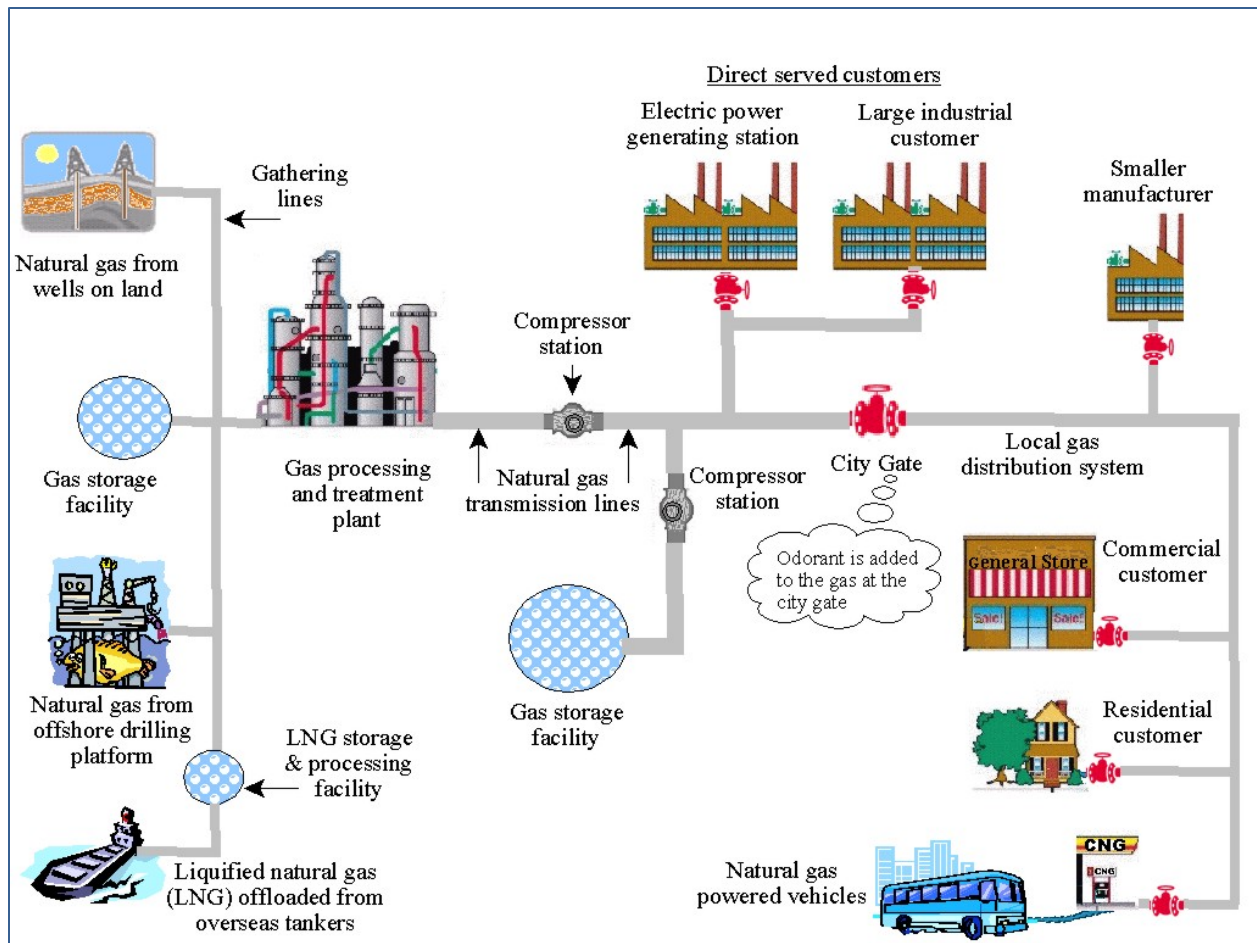 Direct served customers
Electric power
generating station
Large industrial
customer
Smaller
manufacturer
Gathering
lines
Natural gas from
wells on land
Compressor
station
Gas storage
facility
Gas processing
and treatment
plant
Natural gas
transmission lines
Compressor
station
City Gate
Local gas
distribution system
Odorant is added
to the gas at the
city gate
General Store
Sale!
Sale!
Commercial
customer
Natural gas from
offshore drilling
platform
Gas storage
facility
LNG storage
& processing
facility
Residential
customer
Liquified natural gas
(LNG) offloaded from
overseas tankers
Natural gas
powered vehicles
CNG
CNG